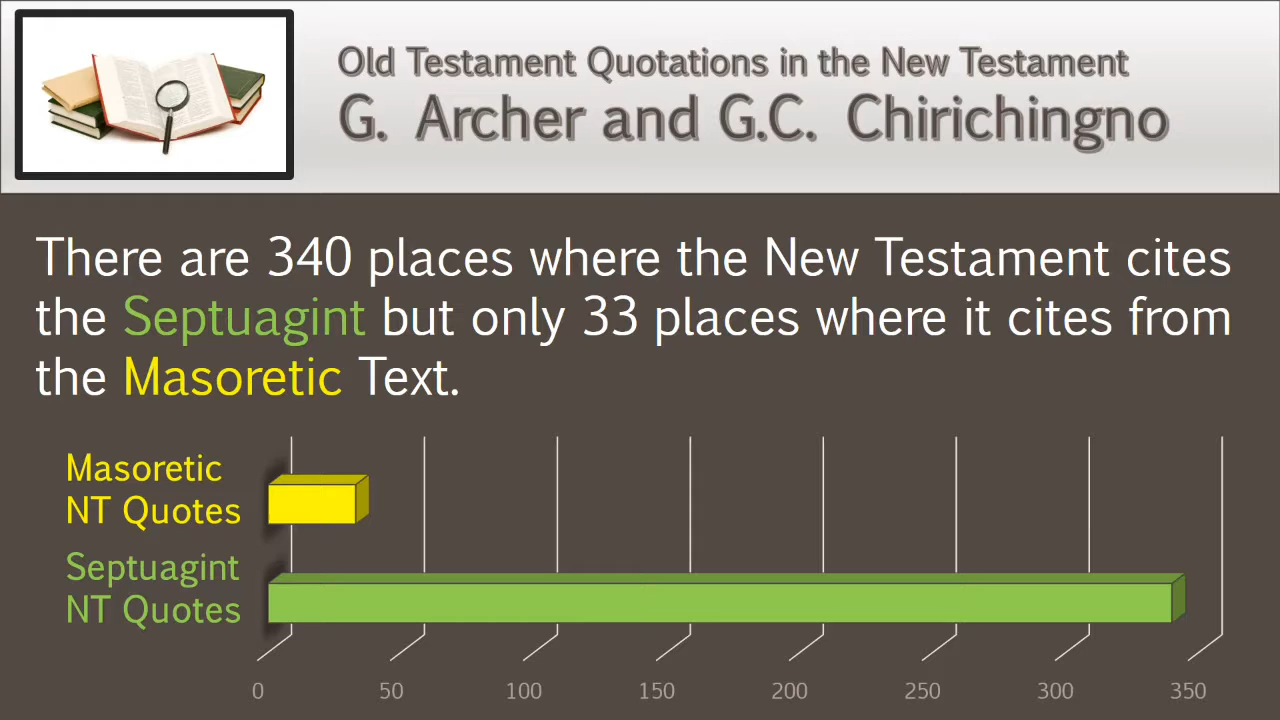 Old Testament Quotations in the New Testament
G. Archer and G.C. Chirichingno
There are 340 places where the New Testament cites
the Septuagint but only 33 places where it cites from
the Masoretic Text.
Masoretic
NT Quotes
Septuagint
NT Quotes
0 50 100 150 200 250 300 350